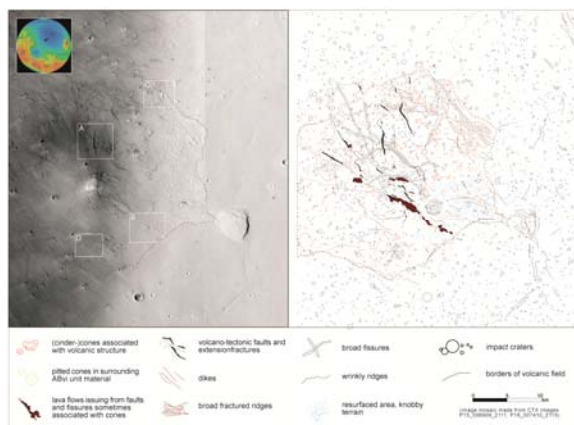 (cinder-)cones associated
with volcanic structure
pitted cones in surrounding
ABvi unit material
lava flows issuing from faults
and fissures sometimes
associated with cones
volcano-tectonic faults and
extensionfractures
dikes
broad fractured ridges
broad fissures
wrinkly ridges
resurfaced area, knobby
terrain
impact craters
borders of volcanic field
image mosaic made from CTX images